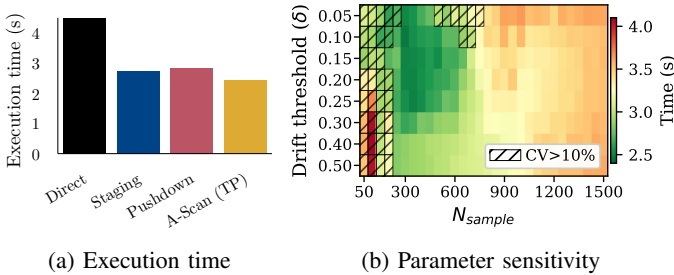 Execution time (s)
4
3
2
1
0
Direct
Staging
Pushdown
A-Scan (TP)
(a) Execution time
Drift threshold (δ)
0.05
0.10
0.15
0.20
0.25
0.30
0.40
0.50
CV>10%
50
300
600
900
1200
1500
N_sample
4.0
3.5
3.0
2.5
Time (s)
(b) Parameter sensitivity